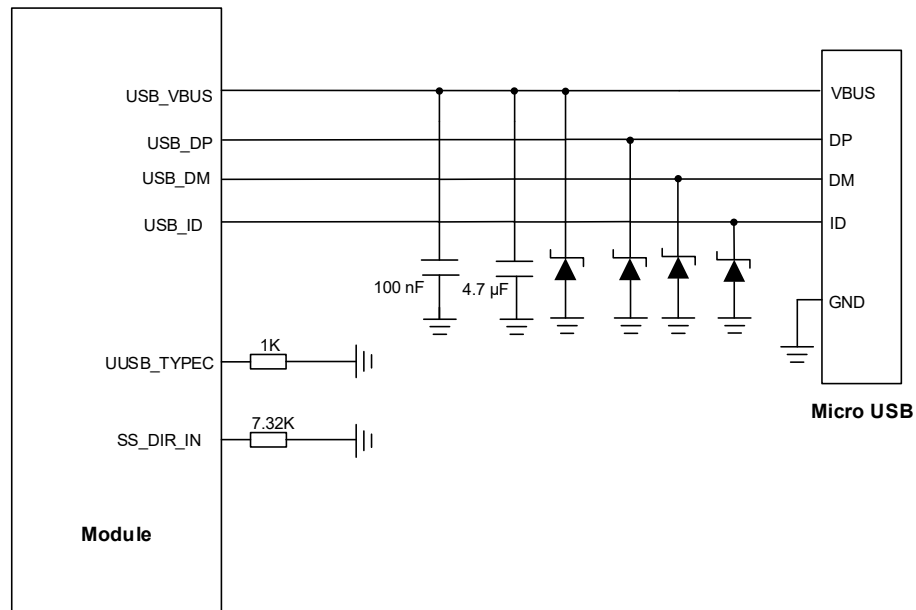 USB_VBUS
USB_DP
USB_DM
USB_ID
100 nF
4.7 µF
UUSB_TYPEC
1K
SS_DIR_IN
7.32K
Module
VBUS
DP
DM
ID
GND
Micro USB